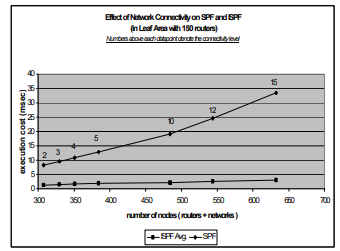 Effect of Network Connectivity on SPF and ISPF
(in Leaf Area with 150 routers)
Numbers above each datapoint denote the connectivity level
execution cost (msec)
40
35
30
25
20
15
10
5
0
2
3
4
5
10
12
15
300 350 400 450 500 550 600 650 700
number of nodes ( routers + networks )
ISPF Avg. SPF